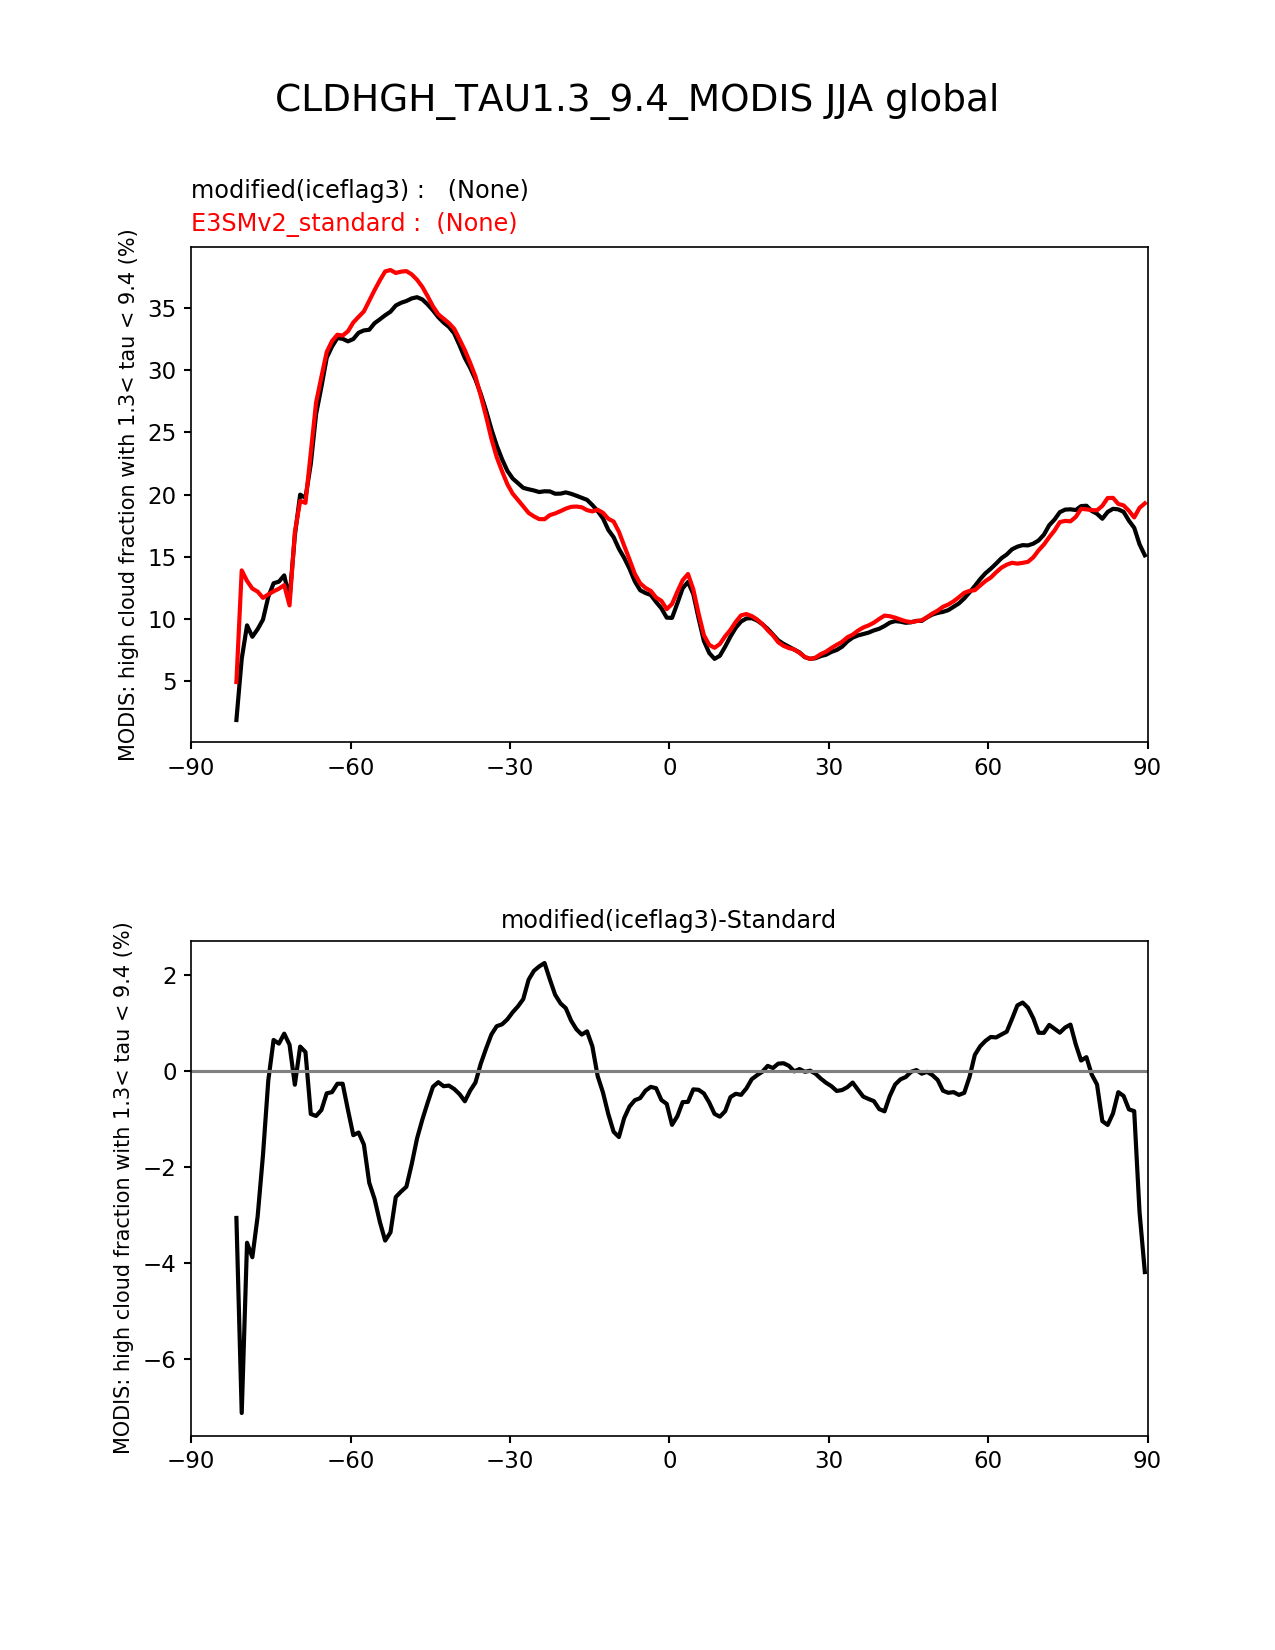 CLDHGH_TAU1.3_9.4_MODIS JJA global
modified(iceflag3) :   (None)
E3SMv2_standard :  (None)
MODIS: high cloud fraction with 1.3< tau < 9.4 (%)
35
30
25
20
15
10
5
−90 −60 −30 0 30 60 90
modified(iceflag3)-Standard
MODIS: high cloud fraction with 1.3< tau < 9.4 (%)
2
0
−2
−4
−6
−90 −60 −30 0 30 60 90